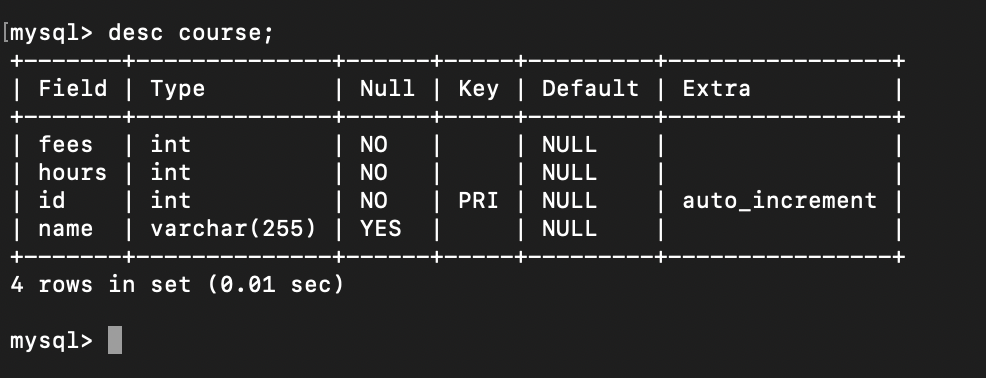 [mysql> desc course;
+-------+--------------+------+-----+---------+----------------+
| Field | Type         | Null | Key | Default | Extra          |
+-------+--------------+------+-----+---------+----------------+
| fees  | int          | NO   |     | NULL    |                |
| hours | int          | NO   |     | NULL    |                |
| id    | int          | NO   | PRI | NULL    | auto_increment |
| name  | varchar(255) | YES  |     | NULL    |                |
+-------+--------------+------+-----+---------+----------------+
4 rows in set (0.01 sec)
mysql>